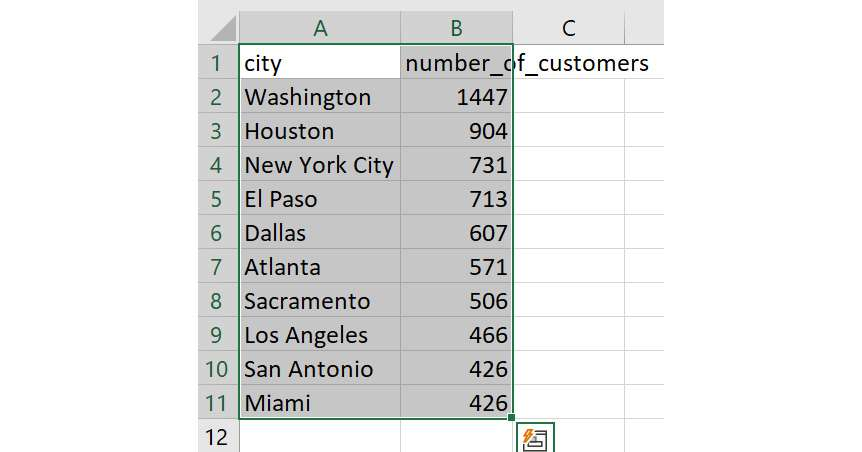 A B C
1 city number_of_customers
2 Washington 1447
3 Houston 904
4 New York City 731
5 El Paso 713
6 Dallas 607
7 Atlanta 571
8 Sacramento 506
9 Los Angeles 466
10 San Antonio 426
11 Miami 426
12